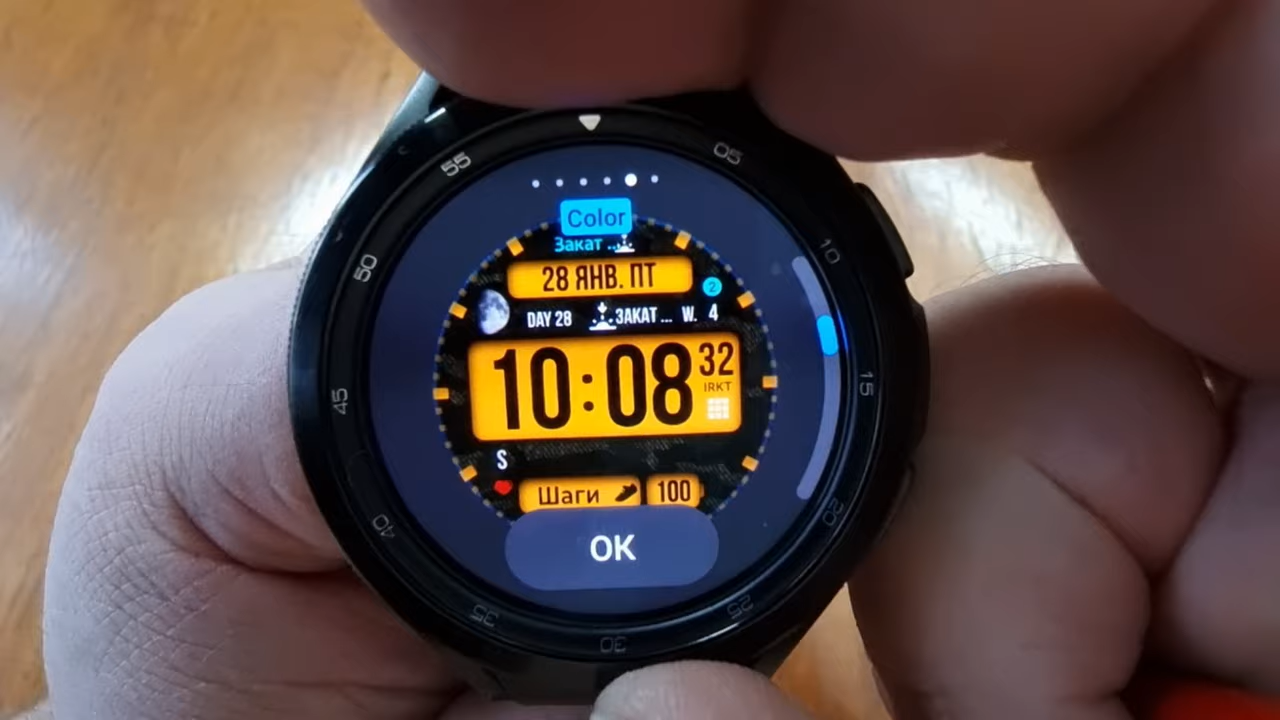 Color
Закат ...
28 ЯНВ. ПТ
2
DAY 28 ЗАКАТ ... W. 4
10:08 32
IRKT
S
Шаги 100
OK
05
10
15
20
25
30
35
40
45
50
55